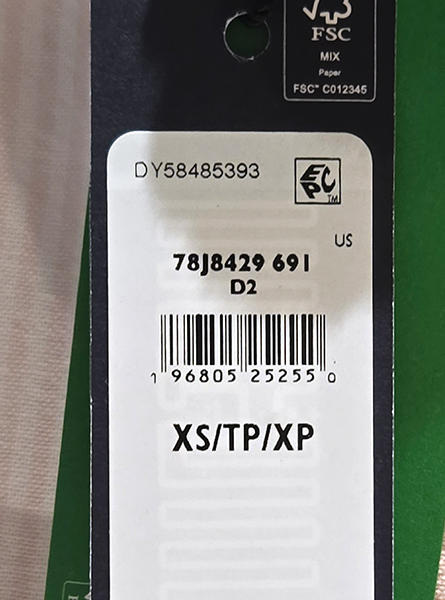 FSC
MIX
Paper
FSC™ C012345
DY58485393
EPC
TM
US
78J8429 691
D2
1 96805 25255 0
XS/TP/XP